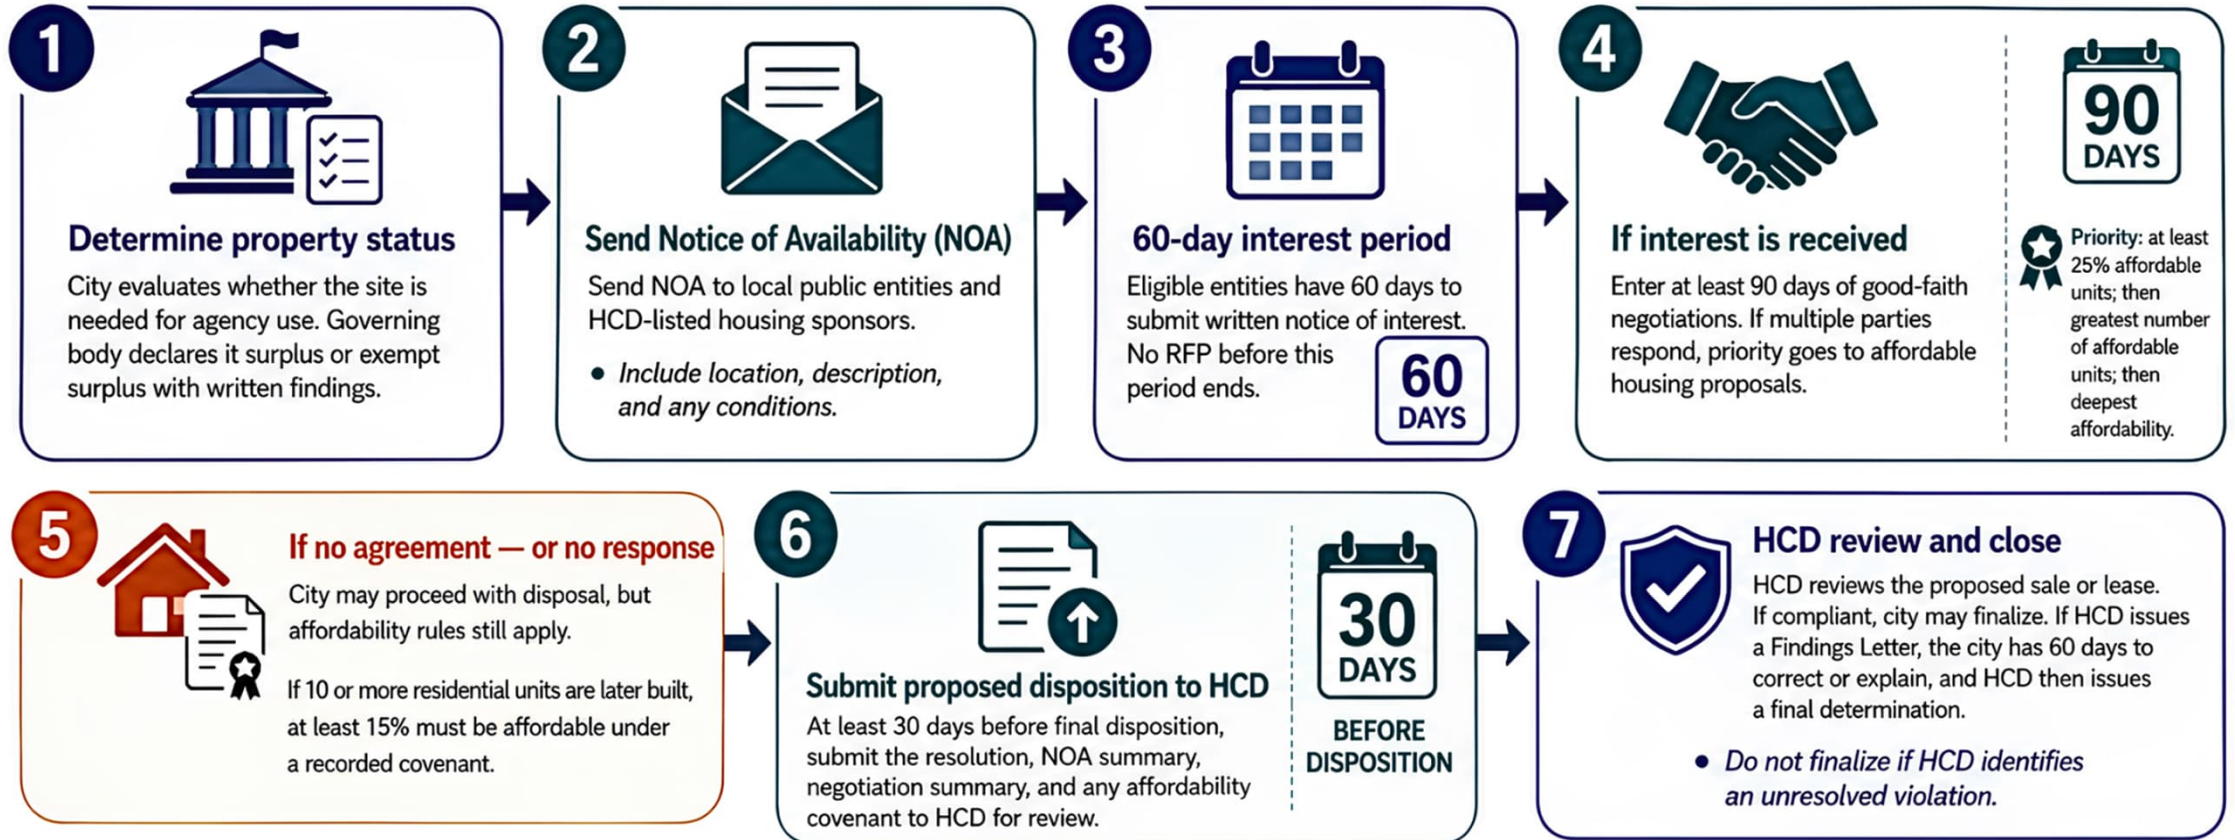 1
Determine property status
City evaluates whether the site is
needed for agency use. Governing
body declares it surplus or exempt
surplus with written findings.
2
Send Notice of Availability (NOA)
Send NOA to local public entities and
HCD-listed housing sponsors.
• Include location, description,
and any conditions.
3
60-day interest period
Eligible entities have 60 days to
submit written notice of interest.
No RFP before this
period ends.
60
DAYS
4
If interest is received
Enter at least 90 days of good-faith
negotiations. If multiple parties
respond, priority goes to affordable
housing proposals.
90
DAYS
Priority: at least
25% affordable
units; then
greatest number
of affordable
units; then
deepest
affordability.
5
If no agreement — or no response
City may proceed with disposal, but
affordability rules still apply.
If 10 or more residential units are later built,
at least 15% must be affordable under
a recorded covenant.
6
Submit proposed disposition to HCD
At least 30 days before final disposition,
submit the resolution, NOA summary,
negotiation summary, and any affordability
covenant to HCD for review.
30
DAYS
BEFORE
DISPOSITION
7
HCD review and close
HCD reviews the proposed sale or lease.
If compliant, city may finalize. If HCD issues
a Findings Letter, the city has 60 days to
correct or explain, and HCD then issues
a final determination.
• Do not finalize if HCD identifies
an unresolved violation.